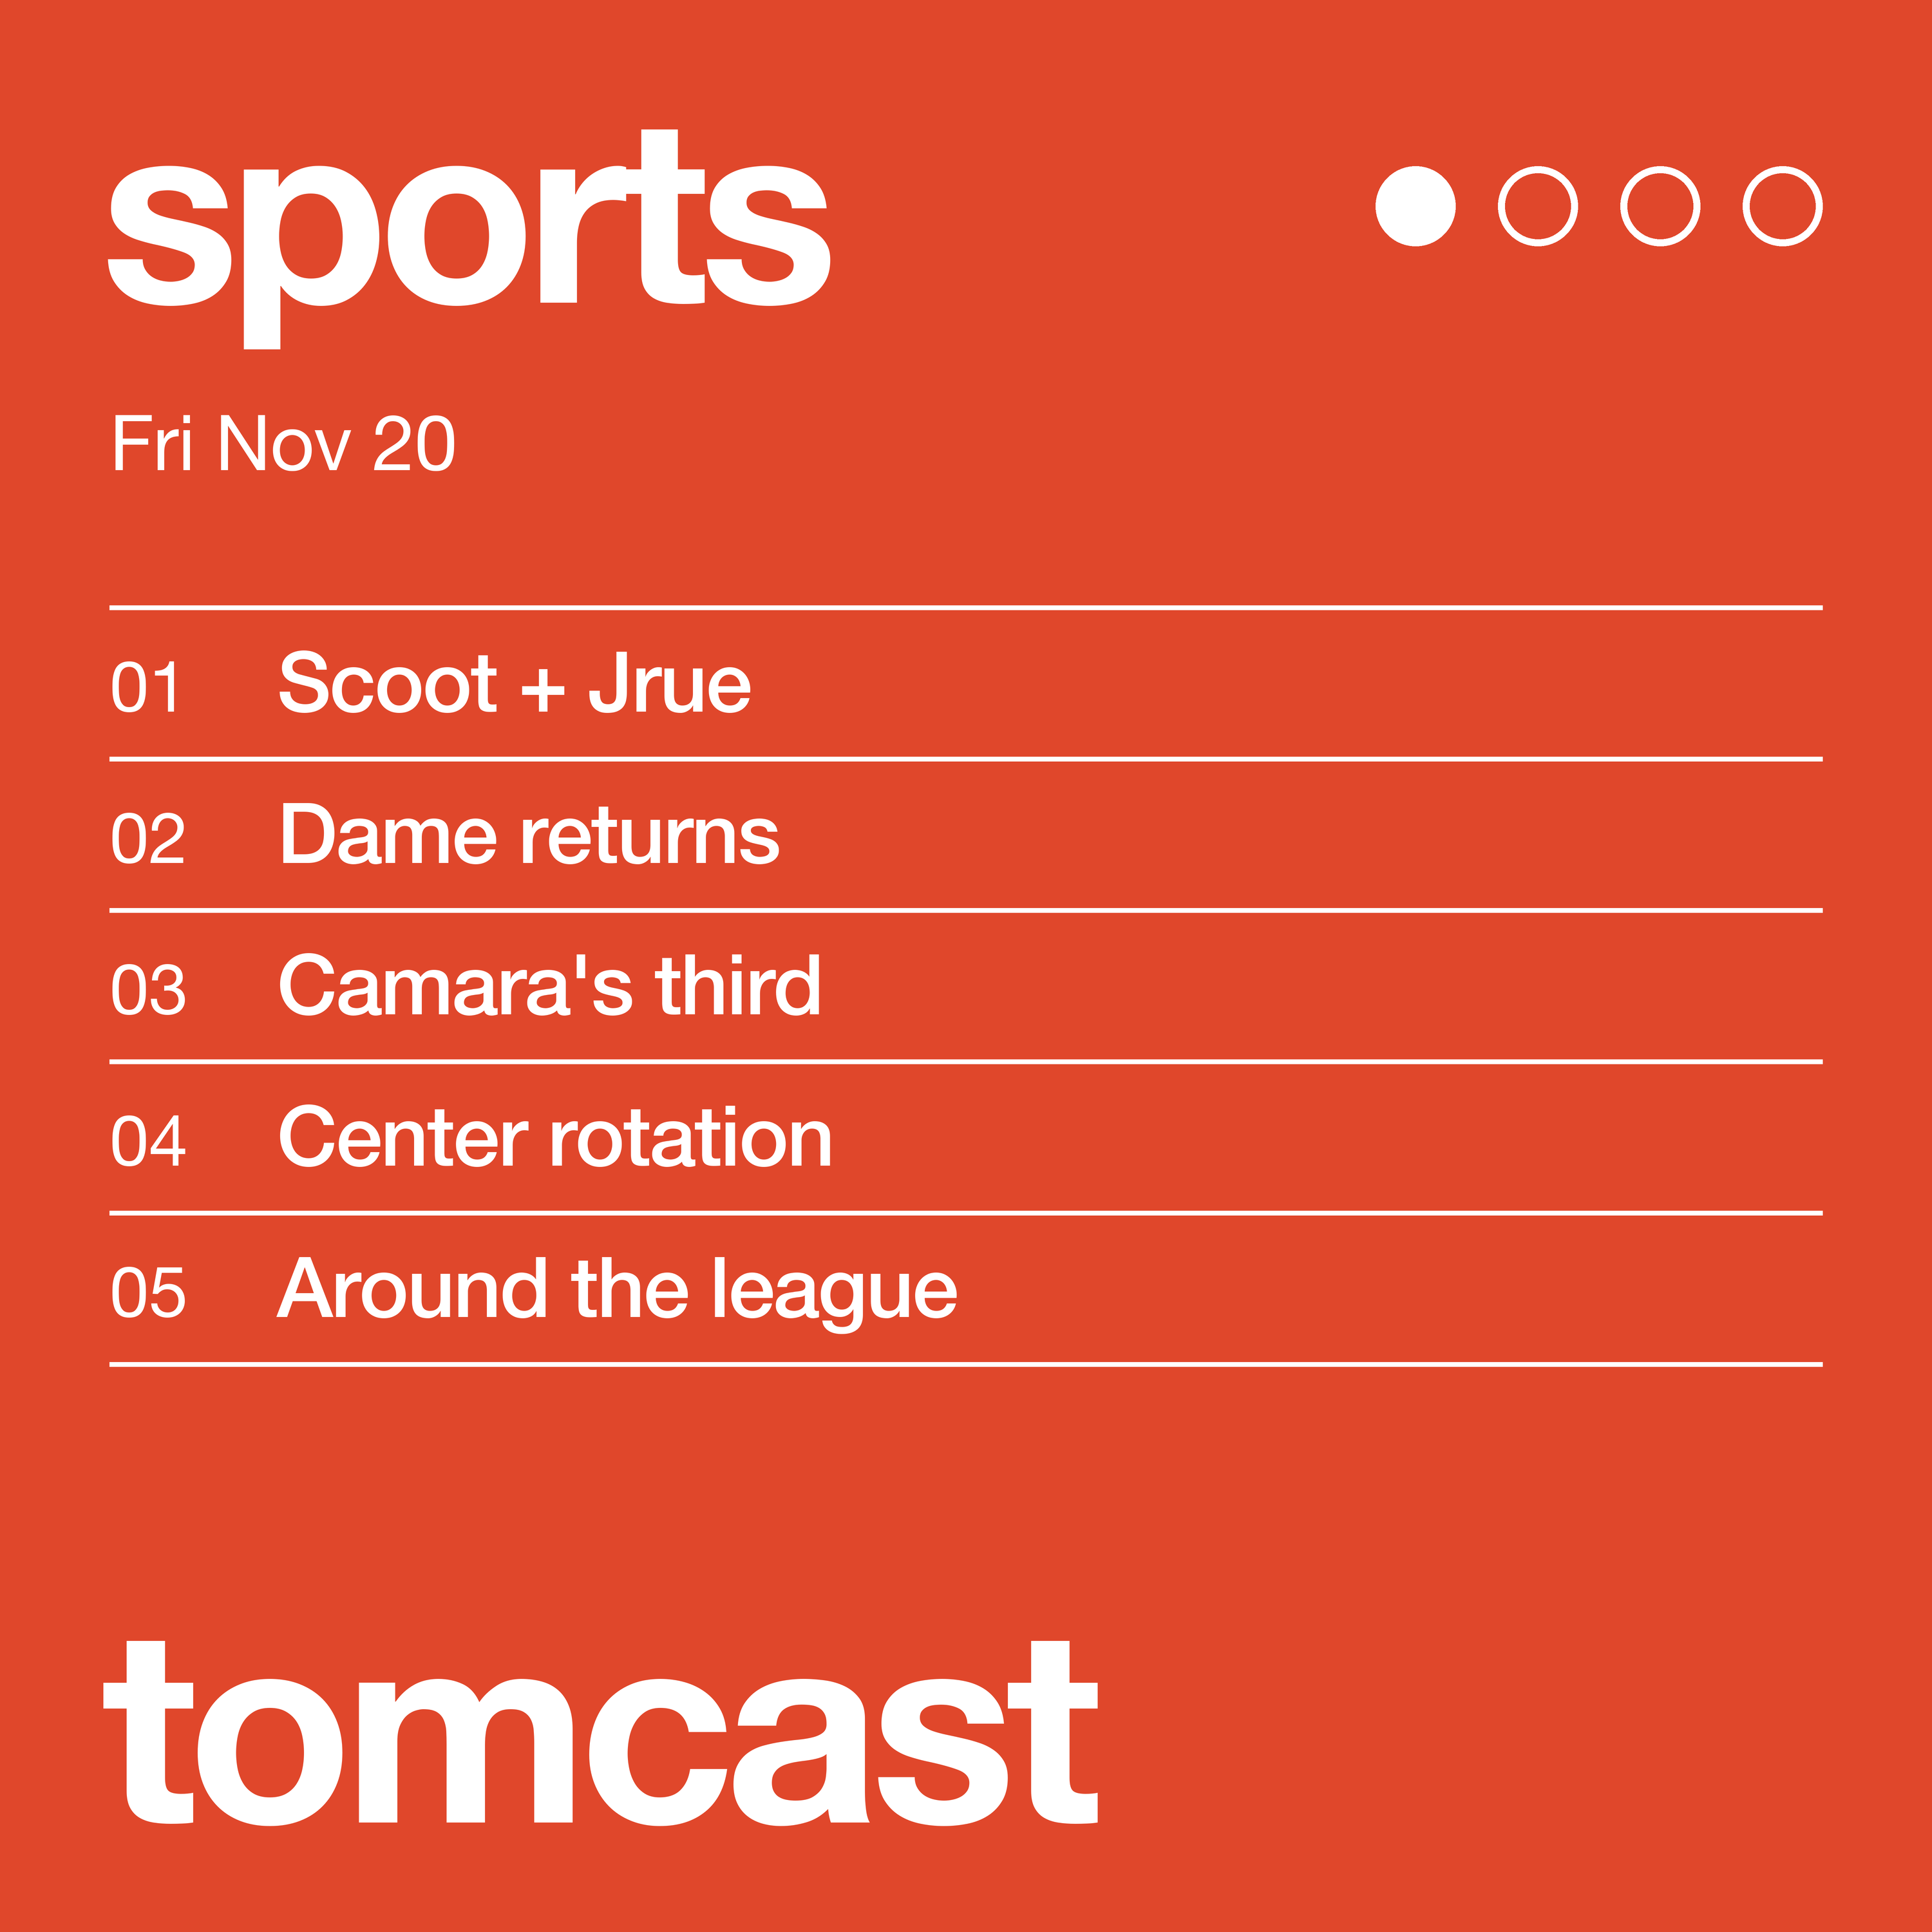 sports
Fri Nov 20
01 Scoot + Jrue
02 Dame returns
03 Camara's third
04 Center rotation
05 Around the league
tomcast